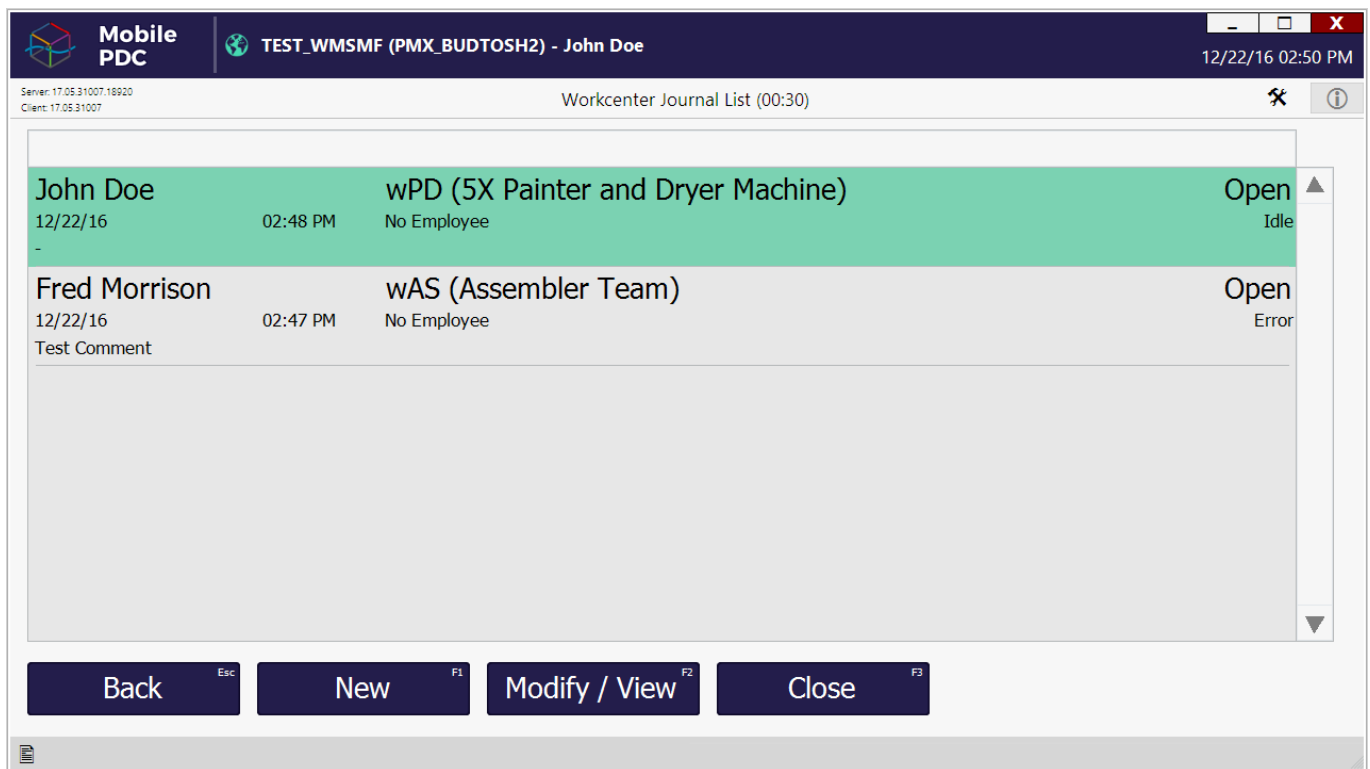 Mobile
PDC
TEST_WMSMF (PMX_BUDTOSH2) - John Doe
X
12/22/16 02:50 PM
Server: 17.05.31007.18920
Client: 17.05.31007
Workcenter Journal List (00:30)
John Doe wPD (5X Painter and Dryer Machine) Open
12/22/16 02:48 PM No Employee Idle
-
Fred Morrison wAS (Assembler Team) Open
12/22/16 02:47 PM No Employee Error
Test Comment
Back Esc New F1 Modify / View F2 Close F3